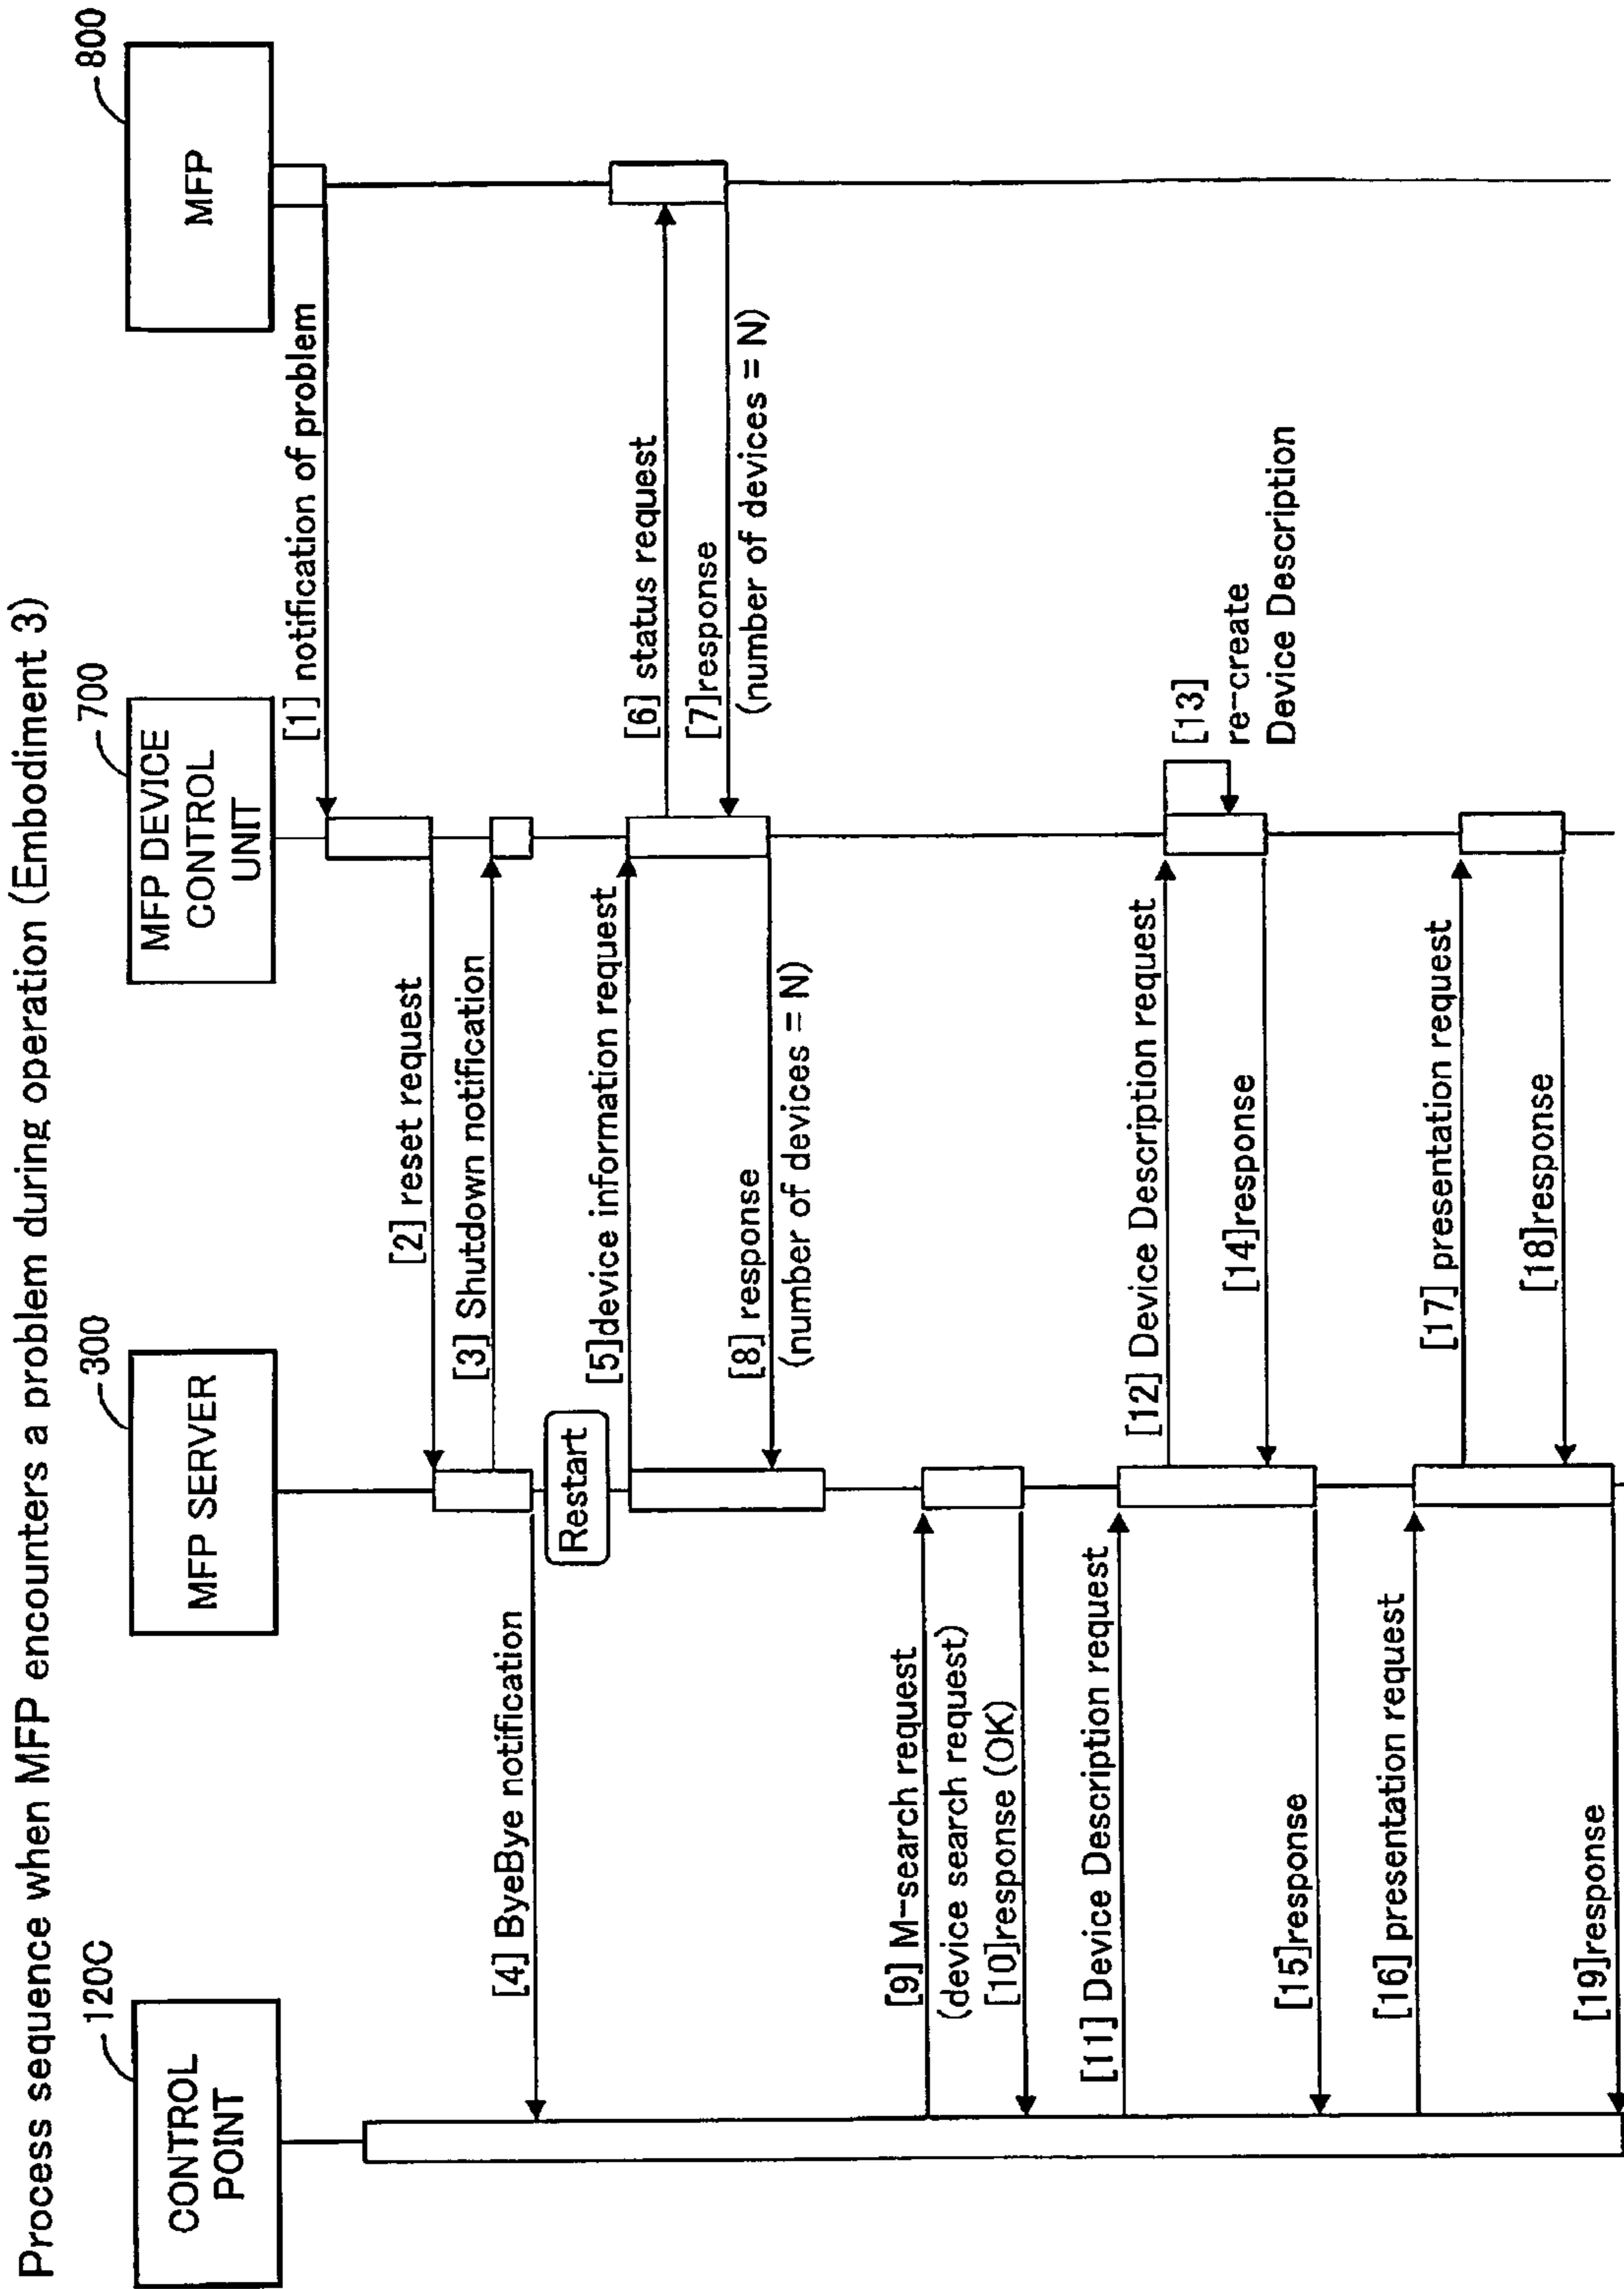 Process sequence when MFP encounters a problem during operation (Embodiment 3)
120C
CONTROL
POINT
300
MFP SERVER
700
MFP DEVICE
CONTROL
UNIT
800
MFP
[1] notification of problem
[2] reset request
[3] Shutdown notification
[4] ByeBye notification
Restart
[5]device information request
[6] status request
[7]response
(number of devices = N)
[8] response
(number of devices = N)
[9] M-search request
(device search request)
[10]response (OK)
[11] Device Description request
[12] Device Description request
[13]
re-create
Device Description
[14]response
[15]response
[16] presentation request
[17] presentation request
[18]response
[19]response